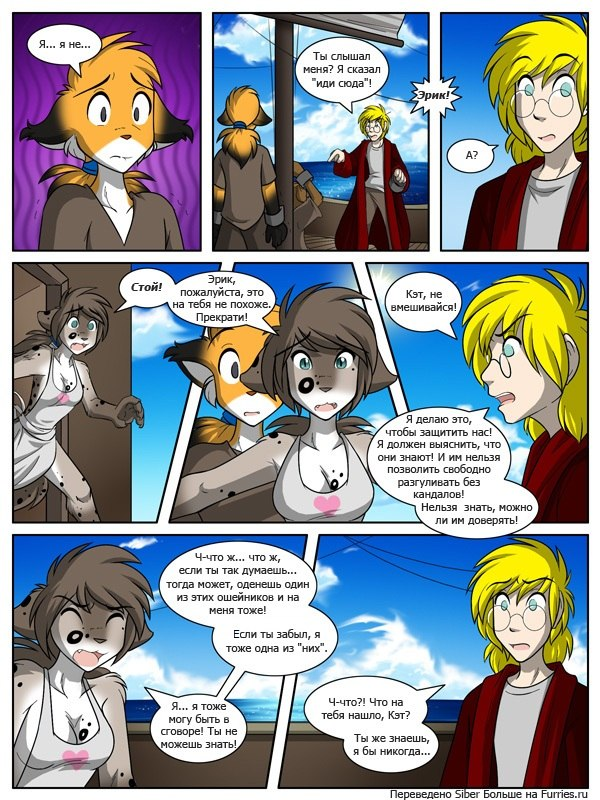 Я... я не...
Ты слышал
меня? Я сказал
"иди сюда"!
Эрик!
А?
Стой!
Эрик,
пожалуйста, это
на тебя не похоже.
Прекрати!
Кэт, не
вмешивайся!
Я делаю это,
чтобы защитить нас!
Я должен выяснить, что
они знают! И им нельзя
позволить свободно
разгуливать без
кандалов!
Нельзя знать, можно
ли им доверять!
Ч-что ж... что ж,
если ты так думаешь...
тогда может, оденешь один
из этих ошейников и на
меня тоже!
Если ты забыл, я
тоже одна из "них".
Я... я тоже
могу быть в
сговоре! Ты не
можешь знать!
Ч-что?! Что на
тебя нашло, Кэт?
Ты же знаешь,
я бы никогда...
Переведено Siber Больше на Furries.ru